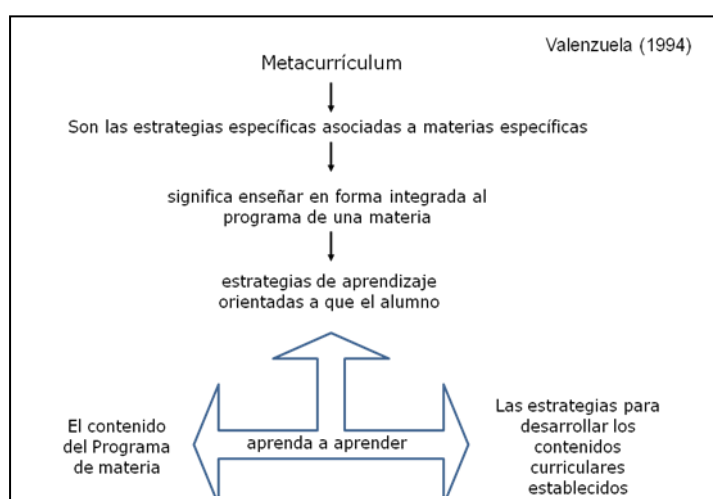 Valenzuela (1994)
Metacurrículum
Son las estrategias específicas asociadas a materias específicas
significa enseñar en forma integrada al
programa de una materia
estrategias de aprendizaje
orientadas a que el alumno
El contenido
del Programa
de materia
aprenda a aprender
Las estrategias para
desarrollar los
contenidos
curriculares
establecidos